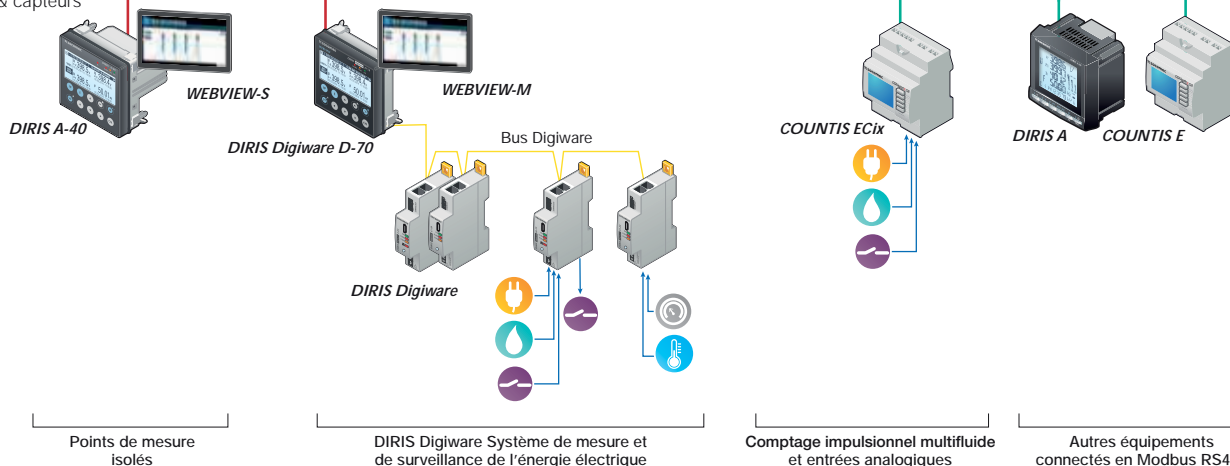 & capteurs
WEBVIEW-S
WEBVIEW-M
DIRIS A-40
DIRIS Digiware D-70
Bus Digiware
COUNTIS ECix
DIRIS A
COUNTIS E
DIRIS Digiware
Points de mesure
isolés
DIRIS Digiware Système de mesure et
de surveillance de l'énergie électrique
Comptage impulsionnel multifluide
et entrées analogiques
Autres équipements
connectés en Modbus RS4